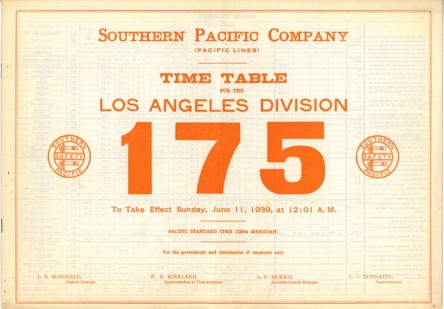 SOUTHERN PACIFIC COMPANY
(PACIFIC LINES)
TIME TABLE
FOR THE
LOS ANGELES DIVISION
175
SOUTHERN
SAFETY
PACIFIC
SOUTHERN
SAFETY
PACIFIC
To Take Effect Sunday, June 11, 1939, at 12:01 A. M.
PACIFIC STANDARD TIME (120th MERIDIAN)
For the government and information of employes only.
L. B. McDONALD,
General Manager.
W. E. KIRKLAND,
Superintendent of Transportation.
MORRIS,
Assistant General Manager.
C. F. DONNATIN,
Superintendent.